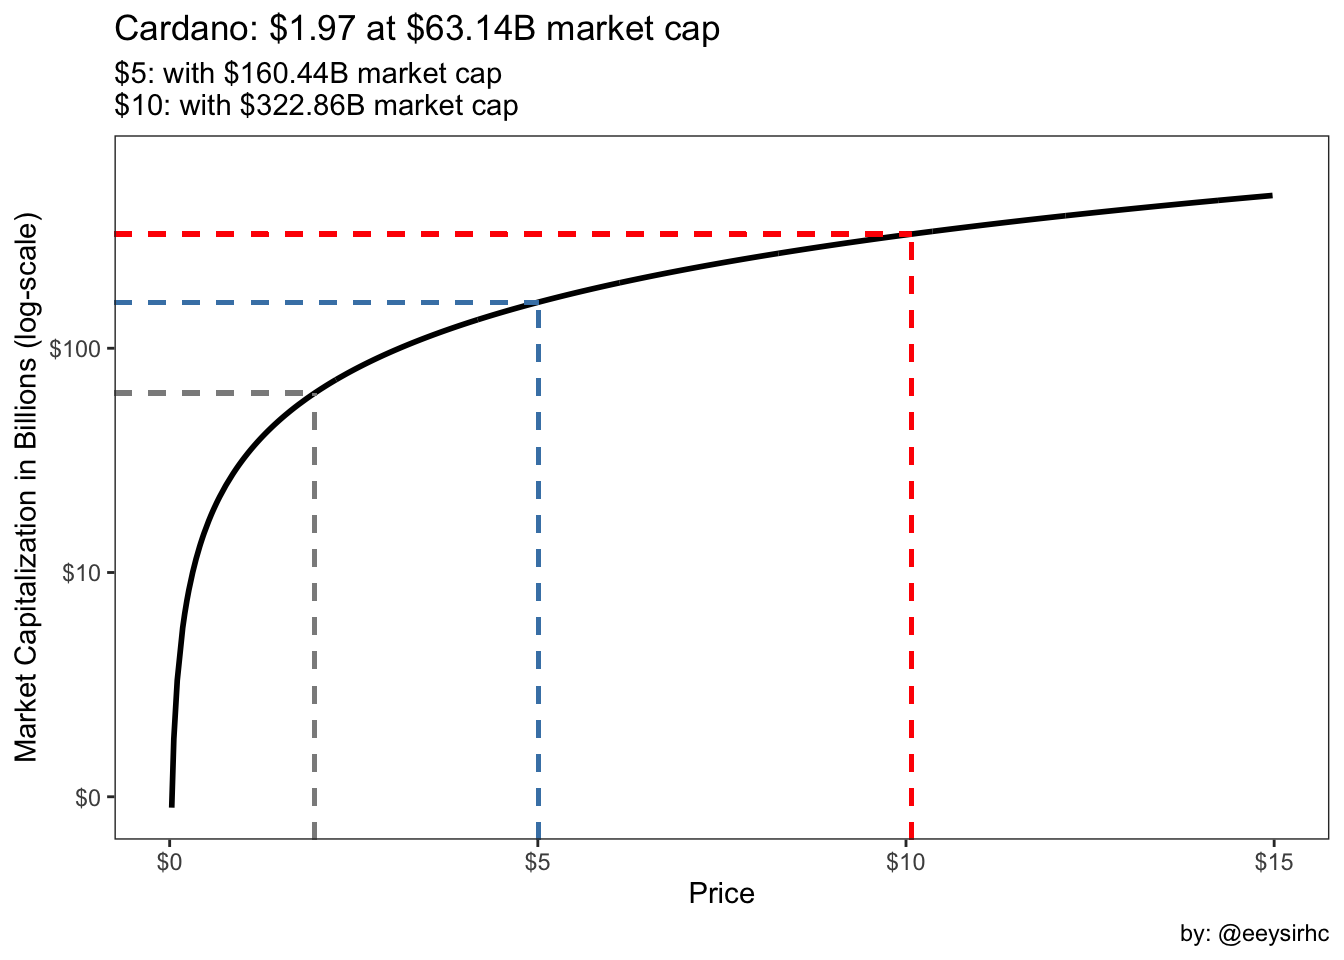 Cardano: $1.97 at $63.14B market cap
$5: with $160.44B market cap
$10: with $322.86B market cap
Market Capitalization in Billions (log-scale)
$100
$10
$0
$0
$5
$10
$15
Price
by: @eeysirhc